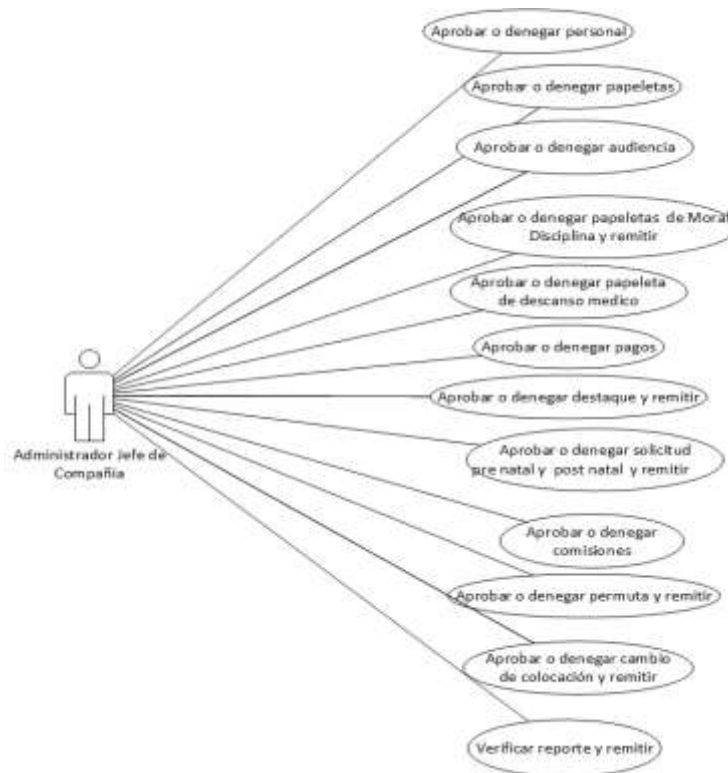 Aprobar o denegar personal
Aprobar o denegar papeletas
Aprobar o denegar audiencia
Aprobar o denegar papeletas de Moral
Disciplina y remitir
Aprobar o denegar papeleta
de descanso medico
Aprobar o denegar pagos
Aprobar o denegar destaque y remitir
Administrador Jefe de
Compañia
Aprobar o denegar solicitud
pre natal y post natal y remitir
Aprobar o denegar
comisiones
Aprobar o denegar permuta y remitir
Aprobar o denegar cambio
de colocación y remitir
Verificar reporte y remitir